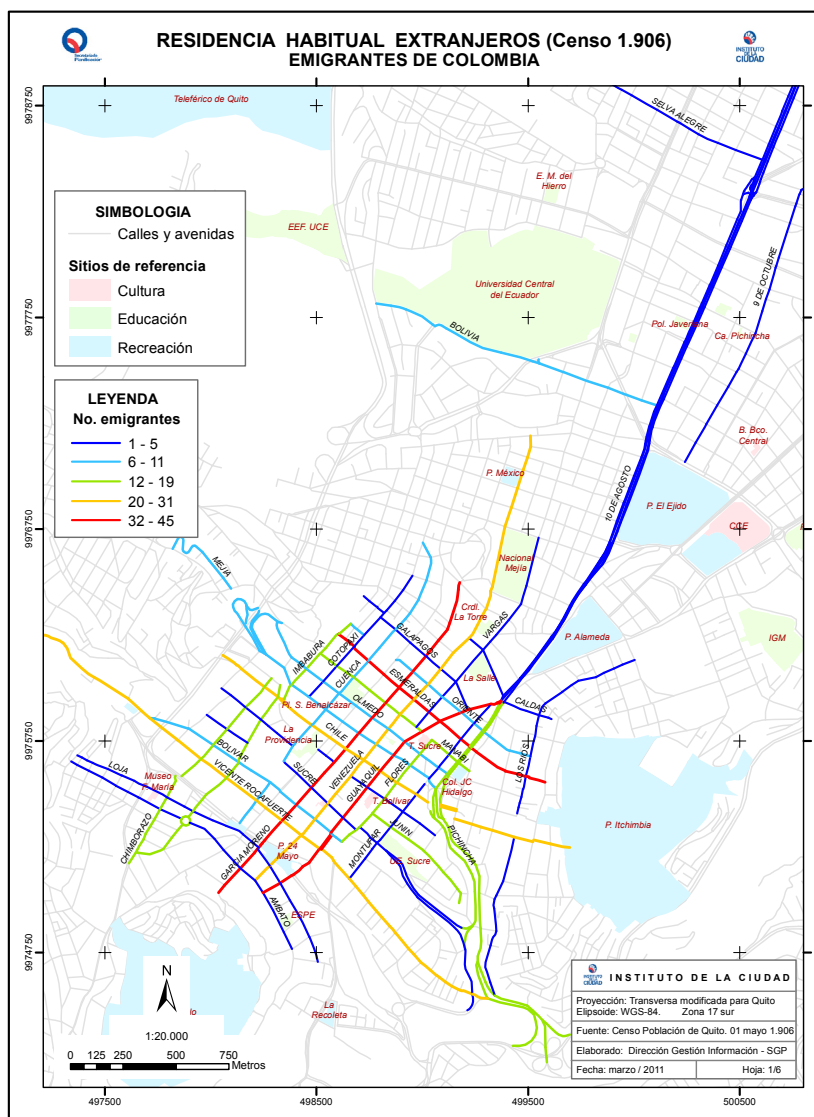 RESIDENCIA HABITUAL EXTRANJEROS (Censo 1.906)
EMIGRANTES DE COLOMBIA
INSTITUTO
DE LA
CIUDAD
9978750
9977750
9976750
9975750
9974750
Teleférico de Quito
SELVA ALEGRE
E. M. del
Hierro
SIMBOLOGIA
Calles y avenidas
Sitios de referencia
Cultura
Educación
Recreación
EEF. UCE
Universidad Central
del Ecuador
9 DE OCTUBRE
BOLIVIA
Ca. Pichincha
LEYENDA
No. emigrantes
1 - 5
6 - 11
12 - 19
20 - 31
32 - 45
B. Bco.
Central
P. México
10 DE AGOSTO
P. El Ejido
CCE
MEJIA
Nacional
Mejía
Crdl.
La Torre
VARGAS
P. Alameda
IGM
GALAPAGOS
IMBABURA
COTOPAXI
CUENCA
ESMERALDAS
La Salle
ORIENTE
CALDAS
Pl. S. Benalcázar
OLMEDO
La
Providencia
CHILE
T. Sucre
MANABI
LOS RIOS
BOLIVAR
SUCRE
VENEZUELA
GUAYAQUIL
FLORES
Col. JC
Hidalgo
LOJA
Museo
VICENTE ROCAFUERTE
T. Bolívar
JUNIN
PICHINCHA
P. Itchimbia
CHIMBORAZO
GARCIA MORENO
P. 24
Mayo
MONTUFAR
Sucre
AMBATO
ESPE
La
Recoleta
N
1:20.000
0 125 250 500 750
Metros
INSTITUTO DE LA CIUDAD
Proyección: Transversa modificada para Quito
Elipsoide: WGS-84. Zona 17 sur
Fuente: Censo Población de Quito. 01 mayo 1.906
Elaborado: Dirección Gestión Información - SGP
Fecha: marzo / 2011 Hoja: 1/6
497500 498500 499500 500500